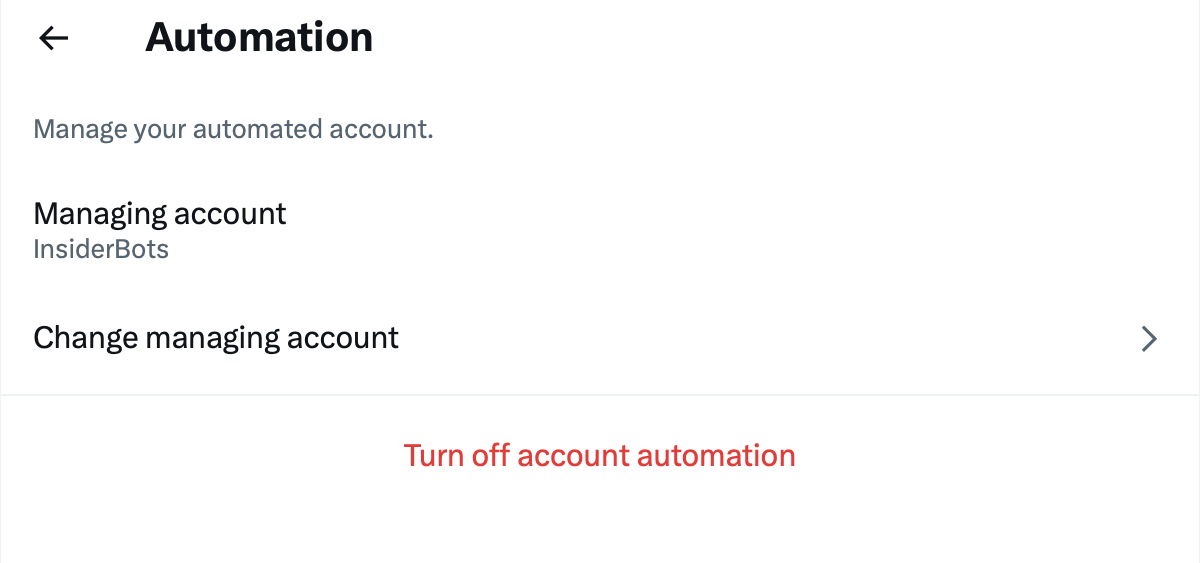 Automation
Manage your automated account.
Managing account
InsiderBots
Change managing account
Turn off account automation